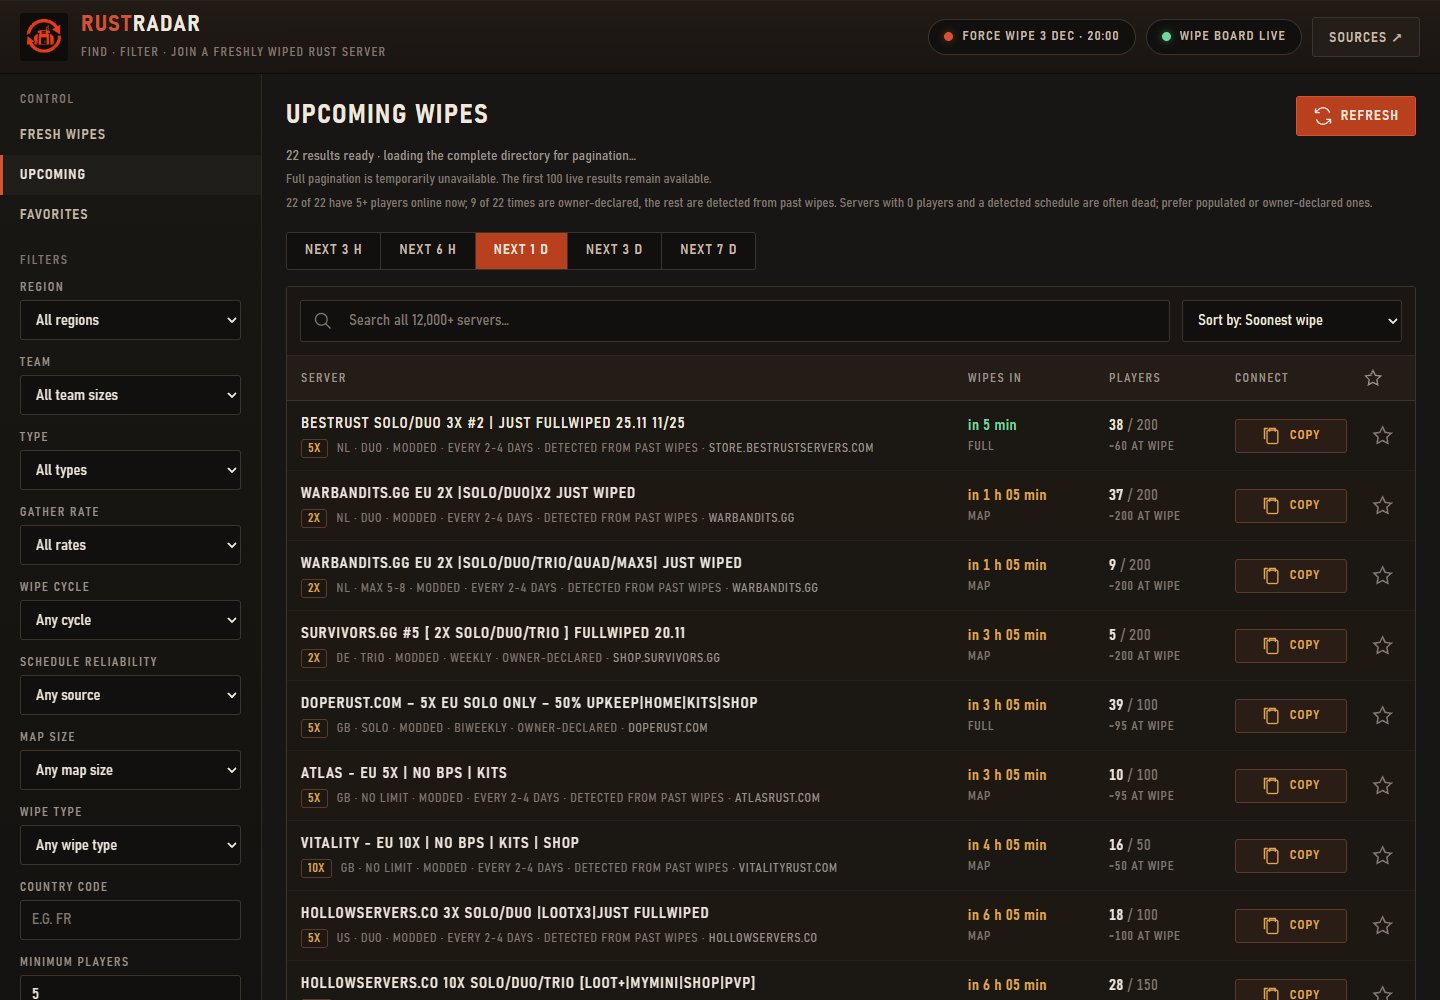 RUSTRADAR
FIND · FILTER · JOIN A FRESHLY WIPED RUST SERVER
FORCE WIPE 3 DEC · 20:00
WIPE BOARD LIVE
SOURCES ↗
CONTROL
FRESH WIPES
UPCOMING
FAVORITES
FILTERS
REGION
All regions
TEAM
All team sizes
TYPE
All types
GATHER RATE
All rates
WIPE CYCLE
Any cycle
SCHEDULE RELIABILITY
Any source
MAP SIZE
Any map size
WIPE TYPE
Any wipe type
COUNTRY CODE
E.G. FR
MINIMUM PLAYERS
5
UPCOMING WIPES
REFRESH
22 results ready · loading the complete directory for pagination…
Full pagination is temporarily unavailable. The first 100 live results remain available.
22 of 22 have 5+ players online now; 9 of 22 times are owner-declared, the rest are detected from past wipes. Servers with 0 players and a detected schedule are often dead; prefer populated or owner-declared ones.
NEXT 3 H NEXT 6 H NEXT 1 D NEXT 3 D NEXT 7 D
Search all 12,000+ servers…
Sort by: Soonest wipe
SERVER WIPES IN PLAYERS CONNECT
BESTRUST SOLO/DUO 3X #2 | JUST FULLWIPED 25.11 11/25 in 5 min 38 / 200 COPY
5X NL · DUO · MODDED · EVERY 2-4 DAYS · DETECTED FROM PAST WIPES · STORE.BESTRUSTSERVERS.COM FULL ~60 AT WIPE
WARBANDITS.GG EU 2X |SOLO/DUO|X2 JUST WIPED in 1 h 05 min 37 / 200 COPY
2X NL · DUO · MODDED · EVERY 2-4 DAYS · DETECTED FROM PAST WIPES · WARBANDITS.GG MAP ~200 AT WIPE
WARBANDITS.GG EU 2X |SOLO/DUO/TRIO/QUAD/MAX5| JUST WIPED in 1 h 05 min 9 / 200 COPY
2X NL · MAX 5-8 · MODDED · EVERY 2-4 DAYS · DETECTED FROM PAST WIPES · WARBANDITS.GG MAP ~200 AT WIPE
SURVIVORS.GG #5 [ 2X SOLO/DUO/TRIO ] FULLWIPED 20.11 in 3 h 05 min 5 / 200 COPY
2X DE · TRIO · MODDED · WEEKLY · OWNER-DECLARED · SHOP.SURVIVORS.GG MAP ~200 AT WIPE
DOPERUST.COM – 5X EU SOLO ONLY – 50% UPKEEP|HOME|KITS|SHOP in 3 h 05 min 39 / 100 COPY
5X GB · SOLO · MODDED · BIWEEKLY · OWNER-DECLARED · DOPERUST.COM FULL ~95 AT WIPE
ATLAS - EU 5X | NO BPS | KITS in 3 h 05 min 10 / 100 COPY
5X GB · NO LIMIT · MODDED · EVERY 2-4 DAYS · DETECTED FROM PAST WIPES · ATLASRUST.COM MAP ~95 AT WIPE
VITALITY - EU 10X | NO BPS | KITS | SHOP in 4 h 05 min 16 / 50 COPY
10X GB · NO LIMIT · MODDED · EVERY 2-4 DAYS · DETECTED FROM PAST WIPES · VITALITYRUST.COM MAP ~50 AT WIPE
HOLLOWSERVERS.CO 3X SOLO/DUO |LOOTX3|JUST FULLWIPED in 6 h 05 min 18 / 100 COPY
5X US · DUO · MODDED · EVERY 2-4 DAYS · DETECTED FROM PAST WIPES · HOLLOWSERVERS.CO MAP ~100 AT WIPE
HOLLOWSERVERS.CO 10X SOLO/DUO/TRIO [LOOT+|MYMINI|SHOP|PVP] in 6 h 05 min 28 / 150 COPY